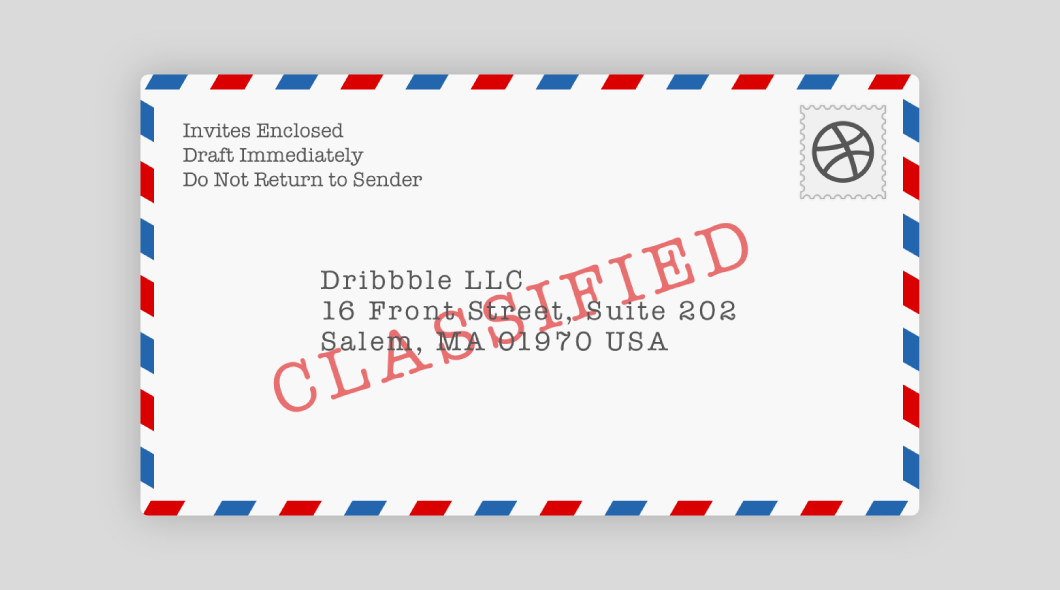 Invites Enclosed
Draft Immediately
Do Not Return to Sender
Dribbble LLC
16 Front Street, Suite 202
Salem, MA 01970 USA
CLASSIFIED